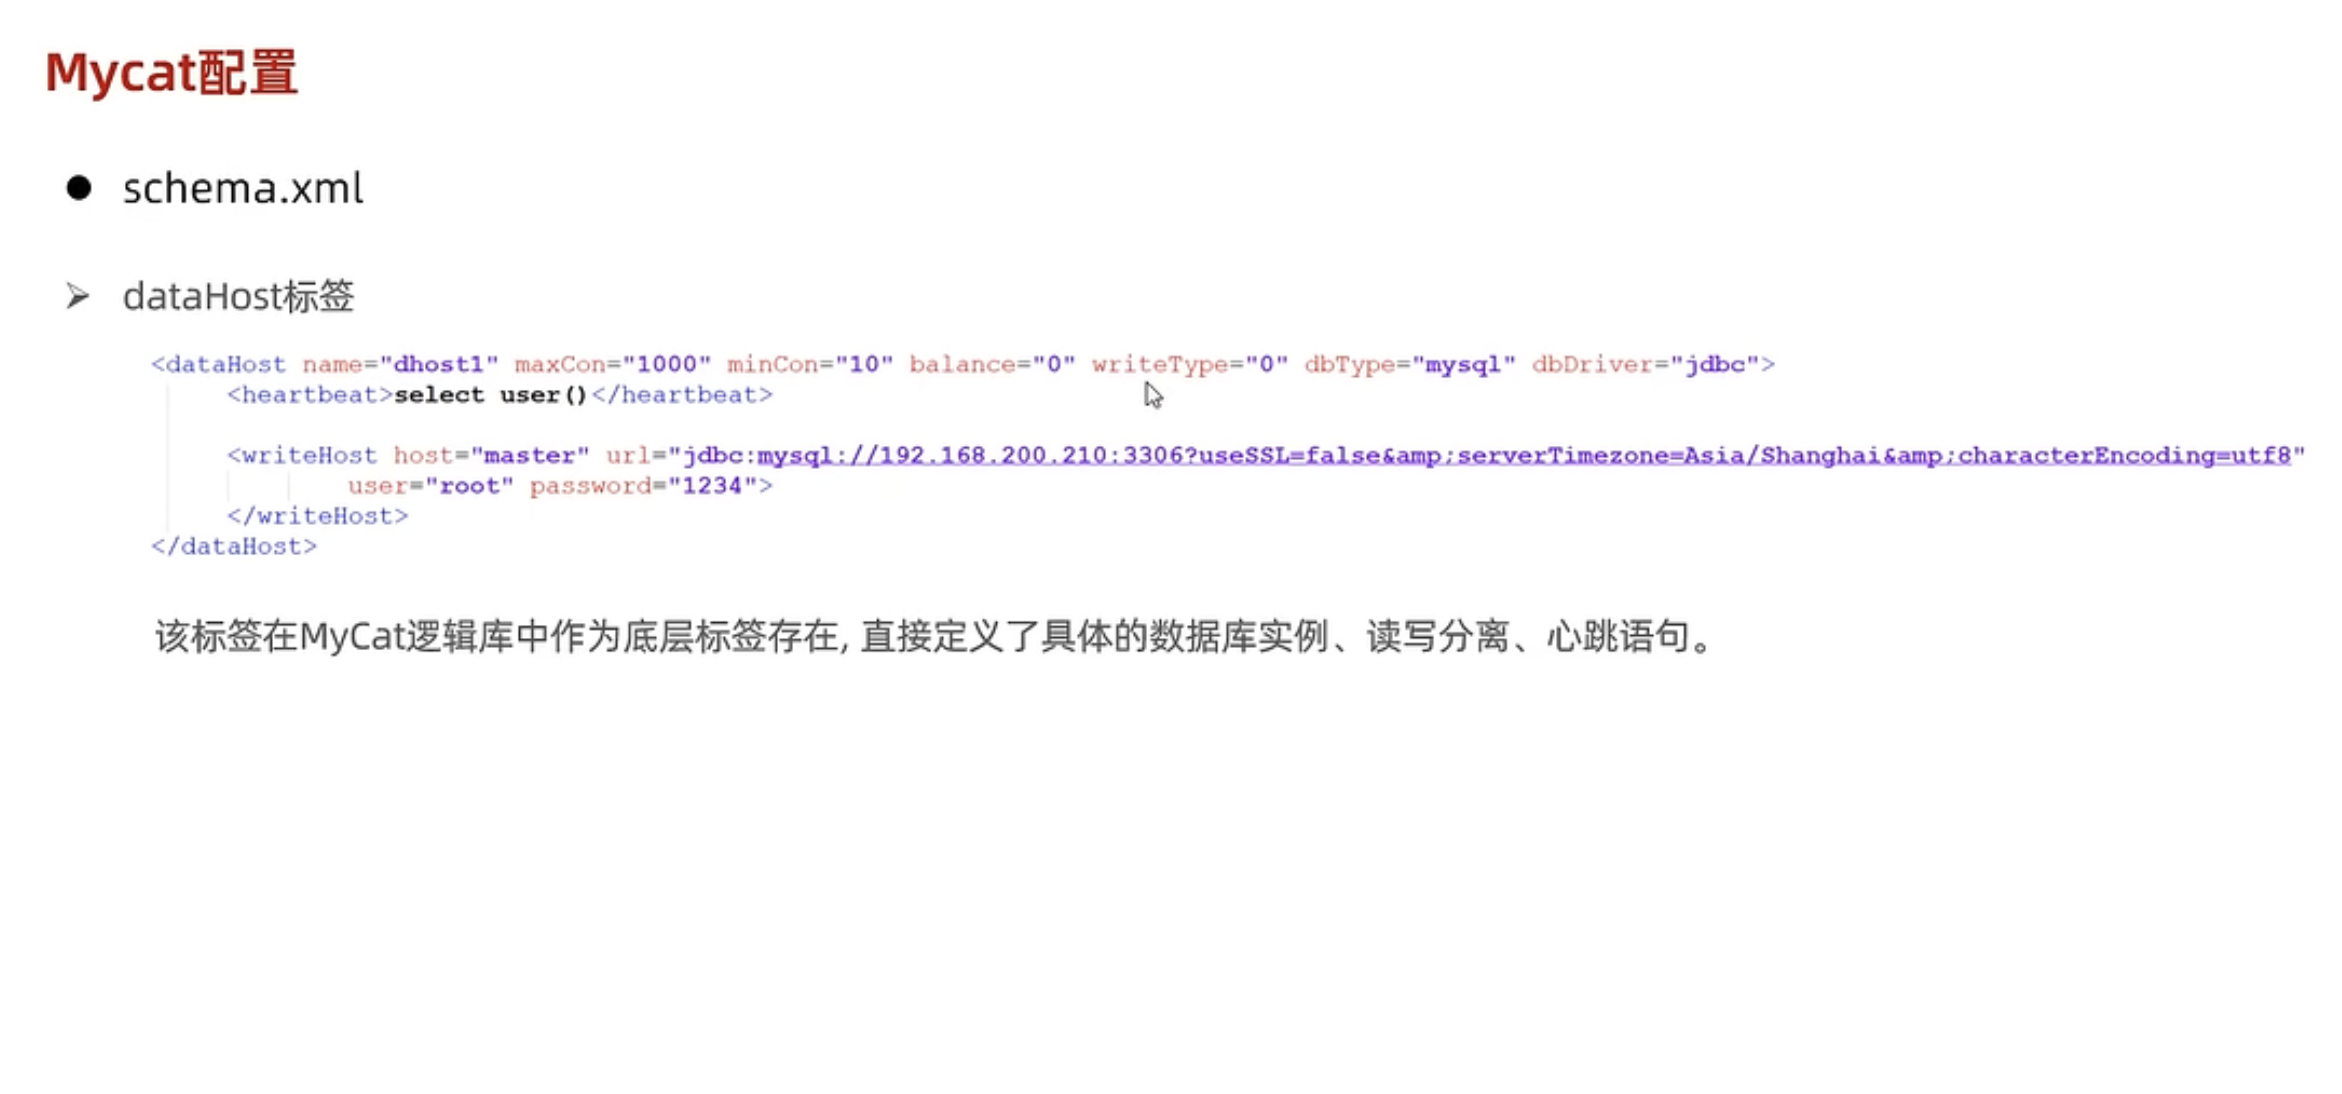 Mycat配置
● schema.xml
➢ dataHost标签
<dataHost name="dhost1" maxCon="1000" minCon="10" balance="0" writeType="0" dbType="mysql" dbDriver="jdbc">
<heartbeat>select user()</heartbeat>
<writeHost host="master" url="jdbc:mysql://192.168.200.210:3306?useSSL=false&amp;serverTimezone=Asia/Shanghai&amp;characterEncoding=utf8"
user="root" password="1234">
</writeHost>
</dataHost>
该标签在MyCat逻辑库中作为底层标签存在, 直接定义了具体的数据库实例、读写分离、心跳语句。